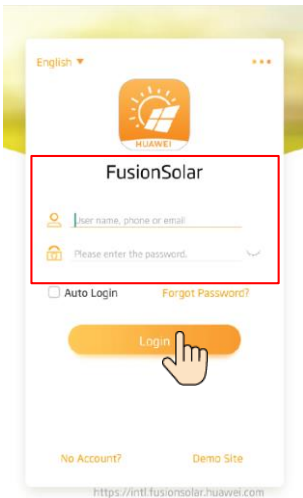 English ▼
HUAWEI
FusionSolar
User name, phone or email
Please enter the password.
Auto Login Forgot Password?
Login
No Account? Demo Site
https://intl.fusionsolar.huawei.com